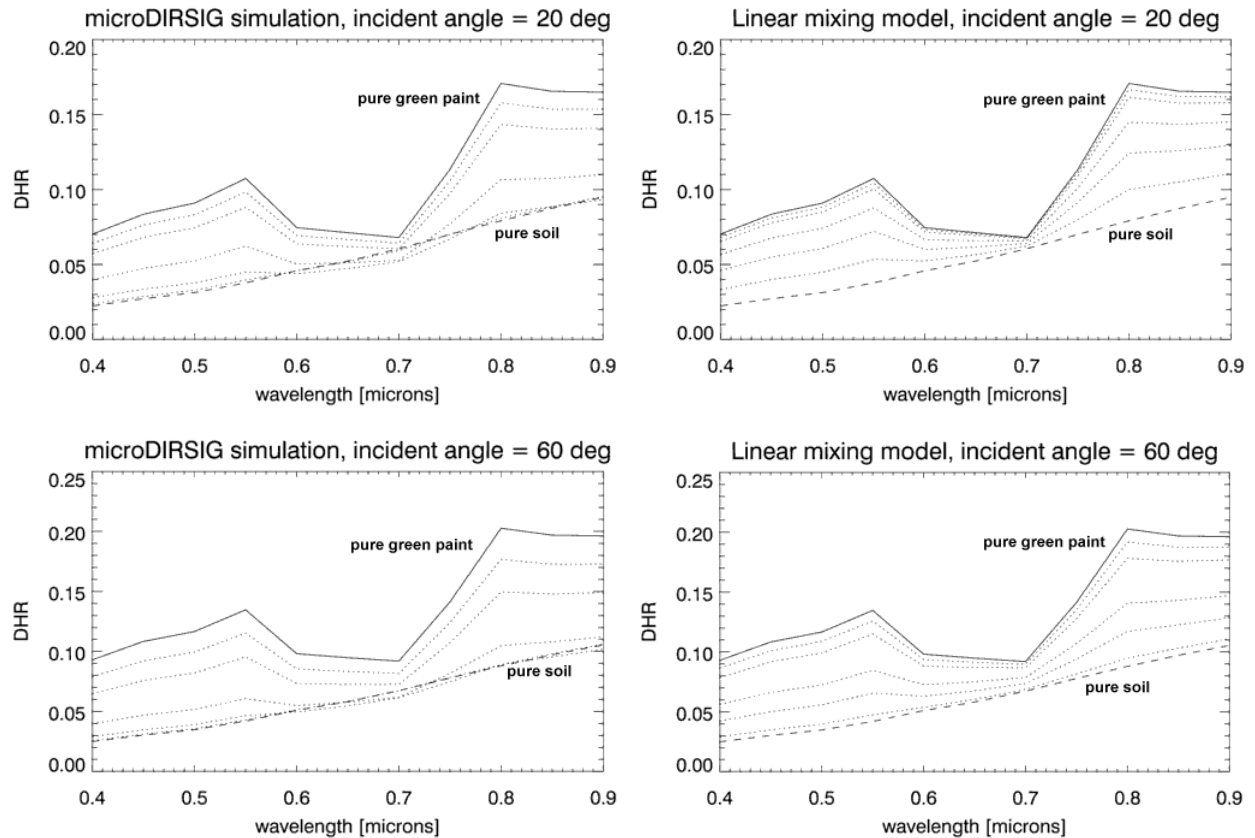 microDIRSIG simulation, incident angle = 20 deg
0.20
0.15
0.10
0.05
0.00
DHR
pure green paint
pure soil
0.4 0.5 0.6 0.7 0.8 0.9
wavelength [microns]
Linear mixing model, incident angle = 20 deg
0.20
0.15
0.10
0.05
0.00
DHR
pure green paint
pure soil
0.4 0.5 0.6 0.7 0.8 0.9
wavelength [microns]
microDIRSIG simulation, incident angle = 60 deg
0.25
0.20
0.15
0.10
0.05
0.00
DHR
pure green paint
pure soil
0.4 0.5 0.6 0.7 0.8 0.9
wavelength [microns]
Linear mixing model, incident angle = 60 deg
0.25
0.20
0.15
0.10
0.05
0.00
DHR
pure green paint
pure soil
0.4 0.5 0.6 0.7 0.8 0.9
wavelength [microns]